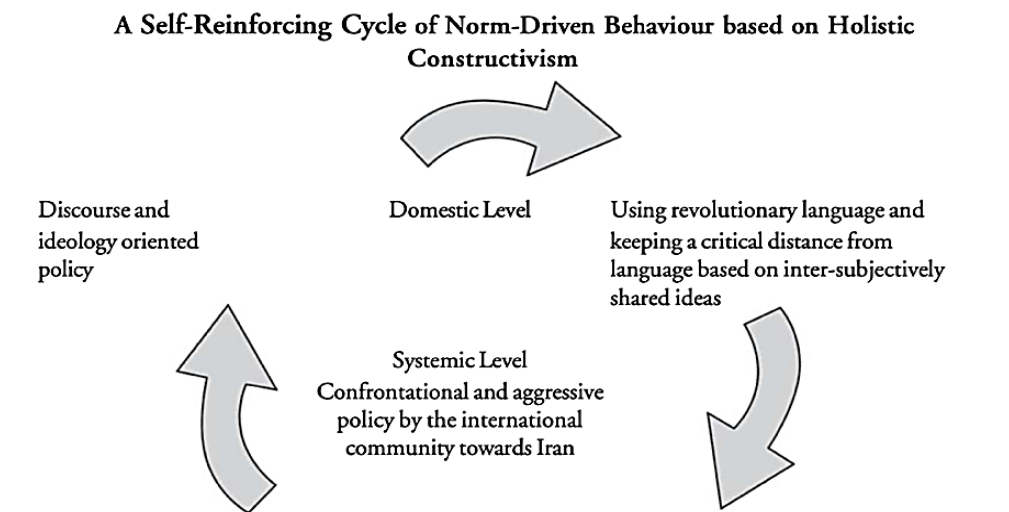 A Self-Reinforcing Cycle of Norm-Driven Behaviour based on Holistic
Constructivism
Discourse and
ideology oriented
policy
Domestic Level
Using revolutionary language and
keeping a critical distance from
language based on inter-subjectively
shared ideas
Systemic Level
Confrontational and aggressive
policy by the international
community towards Iran